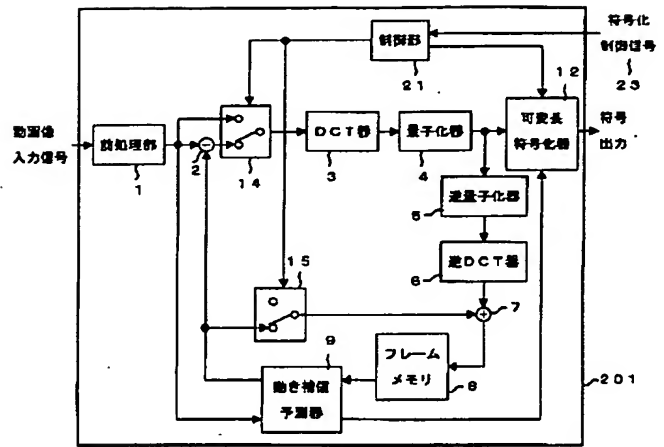 符号化
制御信号
23
制御部
21
12
可変長
符号化器
符号
出力
動画像
入力信号
前処理部
1
2
14
DCT器
3
量子化器
4
逆量子化器
5
逆DCT器
6
15
7
フレーム
メモリ
8
9
動き補償
予測器
201